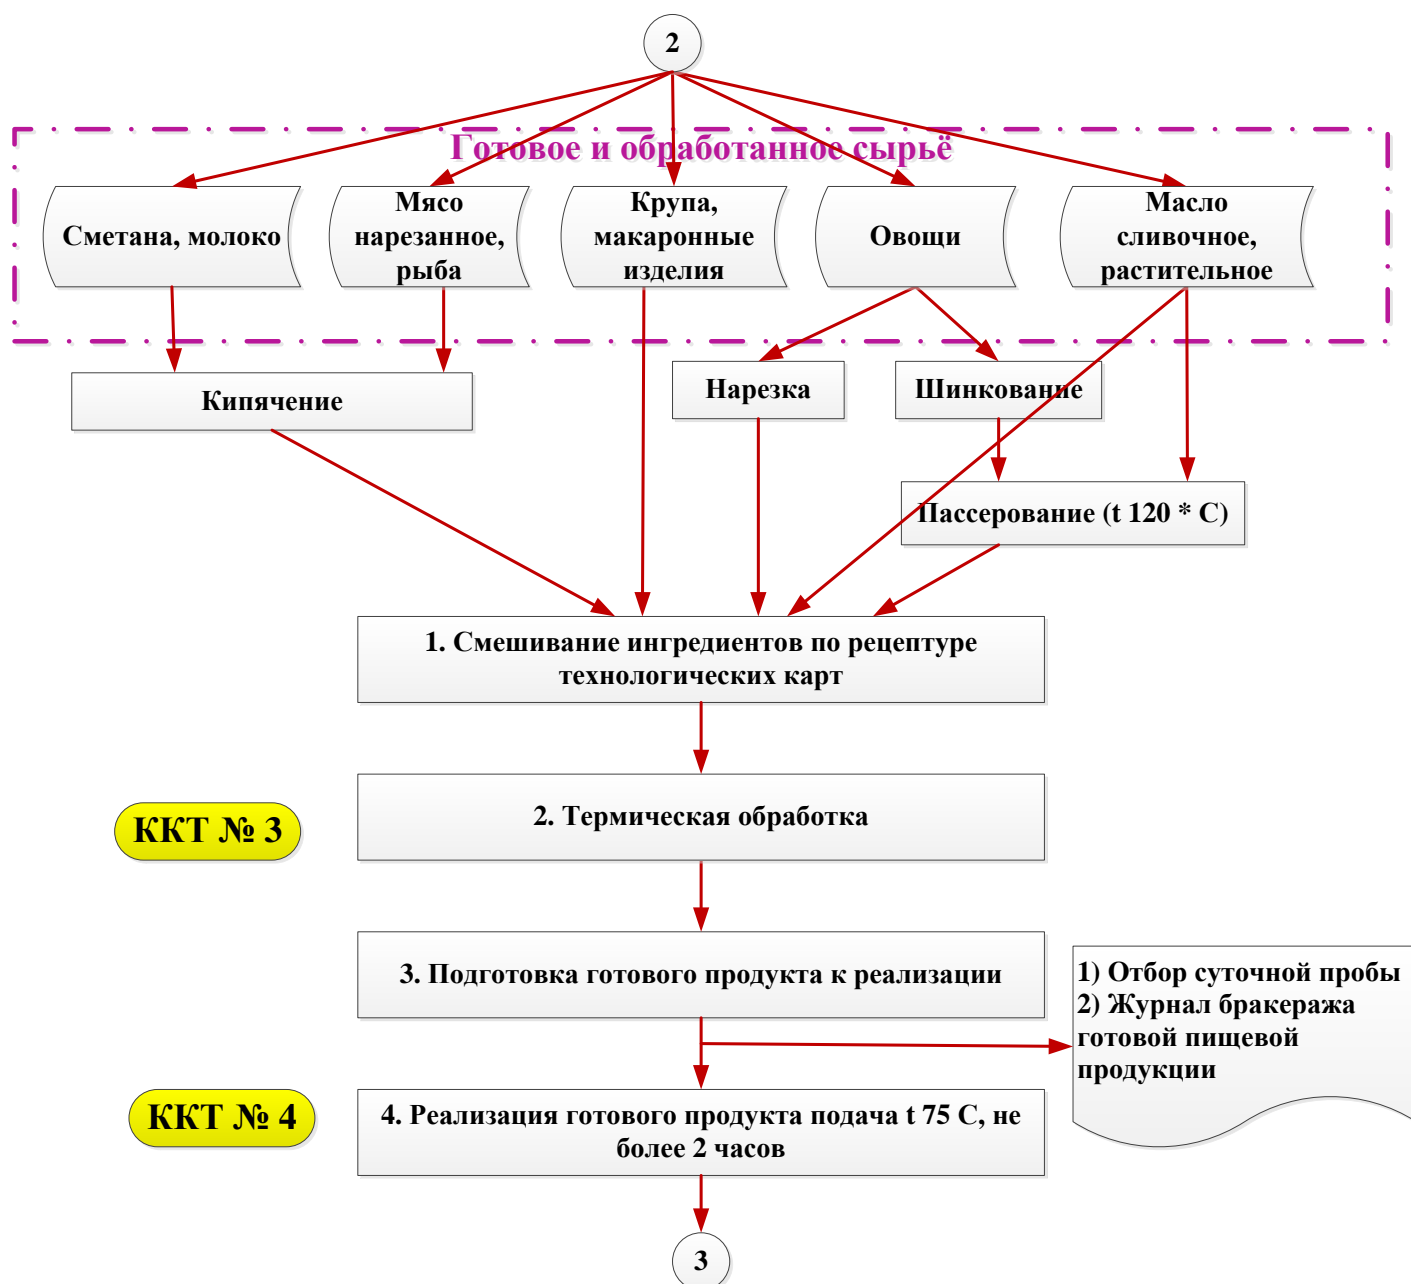 2
Готовое и обработанное сырьё
Сметана, молоко
Мясо
нарезанное,
рыба
Крупа,
макаронные
изделия
Овощи
Масло
сливочное,
растительное
Кипячение
Нарезка
Шинкование
Пассерование (t 120 * С)
1. Смешивание ингредиентов по рецептуре
технологических карт
ККТ № 3
2. Термическая обработка
3. Подготовка готового продукта к реализации
1) Отбор суточной пробы
2) Журнал бракеража
готовой пищевой
продукции
ККТ № 4
4. Реализация готового продукта подача t 75 С, не
более 2 часов
3